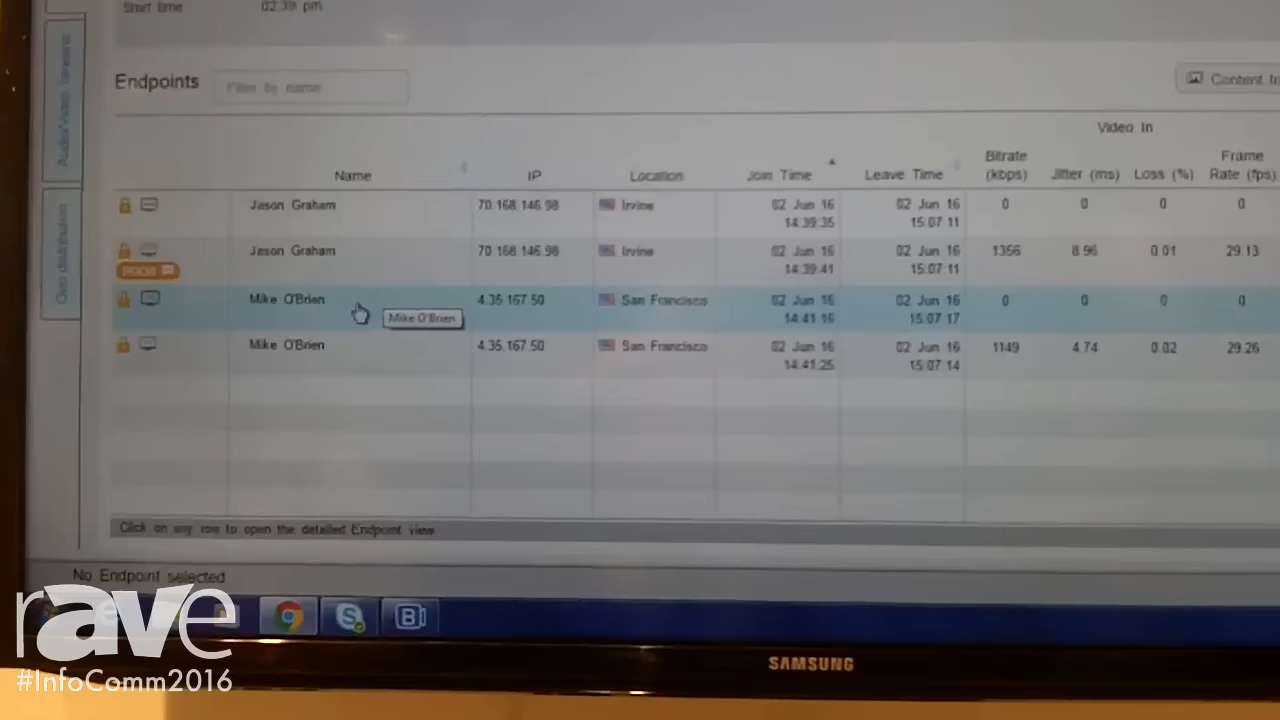 Start time 02:39 pm
Endpoints Filter by name Content
Audio/Video Timeline
Geo distribution
Video In
Name IP Location Join Time Leave Time Bitrate (kbps) Jitter (ms) Loss (%) Frame Rate (fps)
Jason Graham 70.168.146.98 Irvine 02 Jun 16 02 Jun 16 0 0 0 0
14:39:35 15:07:11
Jason Graham 70.168.146.98 Irvine 02 Jun 16 02 Jun 16 1356 8.96 0.01 29.13
ROOM 14:39:41 15:07:11
Mike O'Brien 4.35.167.50 San Francisco 02 Jun 16 02 Jun 16 0 0 0 0
Mike O'Brien 14:41:16 15:07:17
Mike O'Brien 4.35.167.50 San Francisco 02 Jun 16 02 Jun 16 1149 4.74 0.02 29.26
14:41:25 15:07:14
Click on any row to open the detailed Endpoint view
No Endpoint selected
rAVe
#InfoComm2016
SAMSUNG